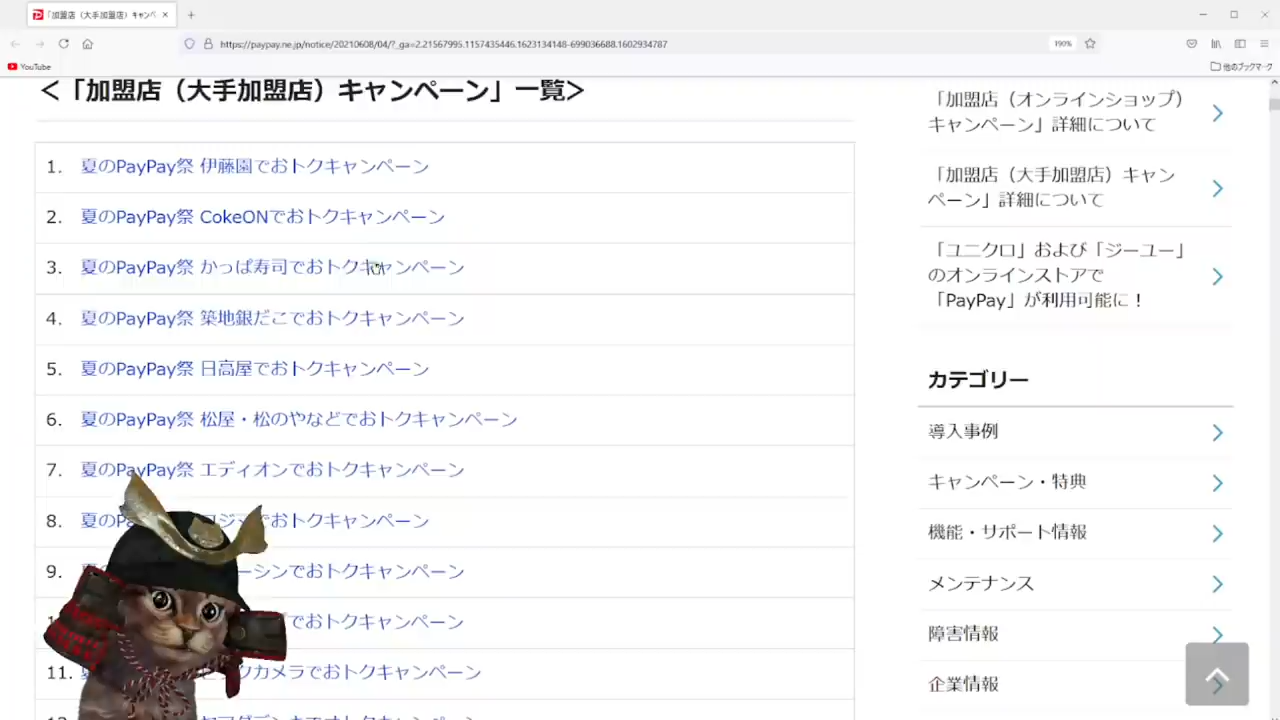 「加盟店（大手加盟店）キャンペ
https://paypay.ne.jp/notice/20210608/04/?_ga=2.21567995.1157435446.1623134148-699036688.1602934787
190%
YouTube
他のブックマーク
＜「加盟店（大手加盟店）キャンペーン」一覧＞
1. 夏のPayPay祭 伊藤園でおトクキャンペーン
2. 夏のPayPay祭 CokeONでおトクキャンペーン
3. 夏のPayPay祭 かっぱ寿司でおトクキャンペーン
4. 夏のPayPay祭 築地銀だこでおトクキャンペーン
5. 夏のPayPay祭 日高屋でおトクキャンペーン
6. 夏のPayPay祭 松屋・松のやなどでおトクキャンペーン
7. 夏のPayPay祭 エディオンでおトクキャンペーン
8. 夏のP コジマでおトクキャンペーン
9. ーシンでおトクキャンペーン
でおトクキャンペーン
11. ックカメラでおトクキャンペーン
「加盟店（オンラインショップ）
キャンペーン」詳細について
「加盟店（大手加盟店）キャン
ペーン」詳細について
「ユニクロ」および「ジーユー」
のオンラインストアで
「PayPay」が利用可能に！
カテゴリー
導入事例
キャンペーン・特典
機能・サポート情報
メンテナンス
障害情報
企業情報